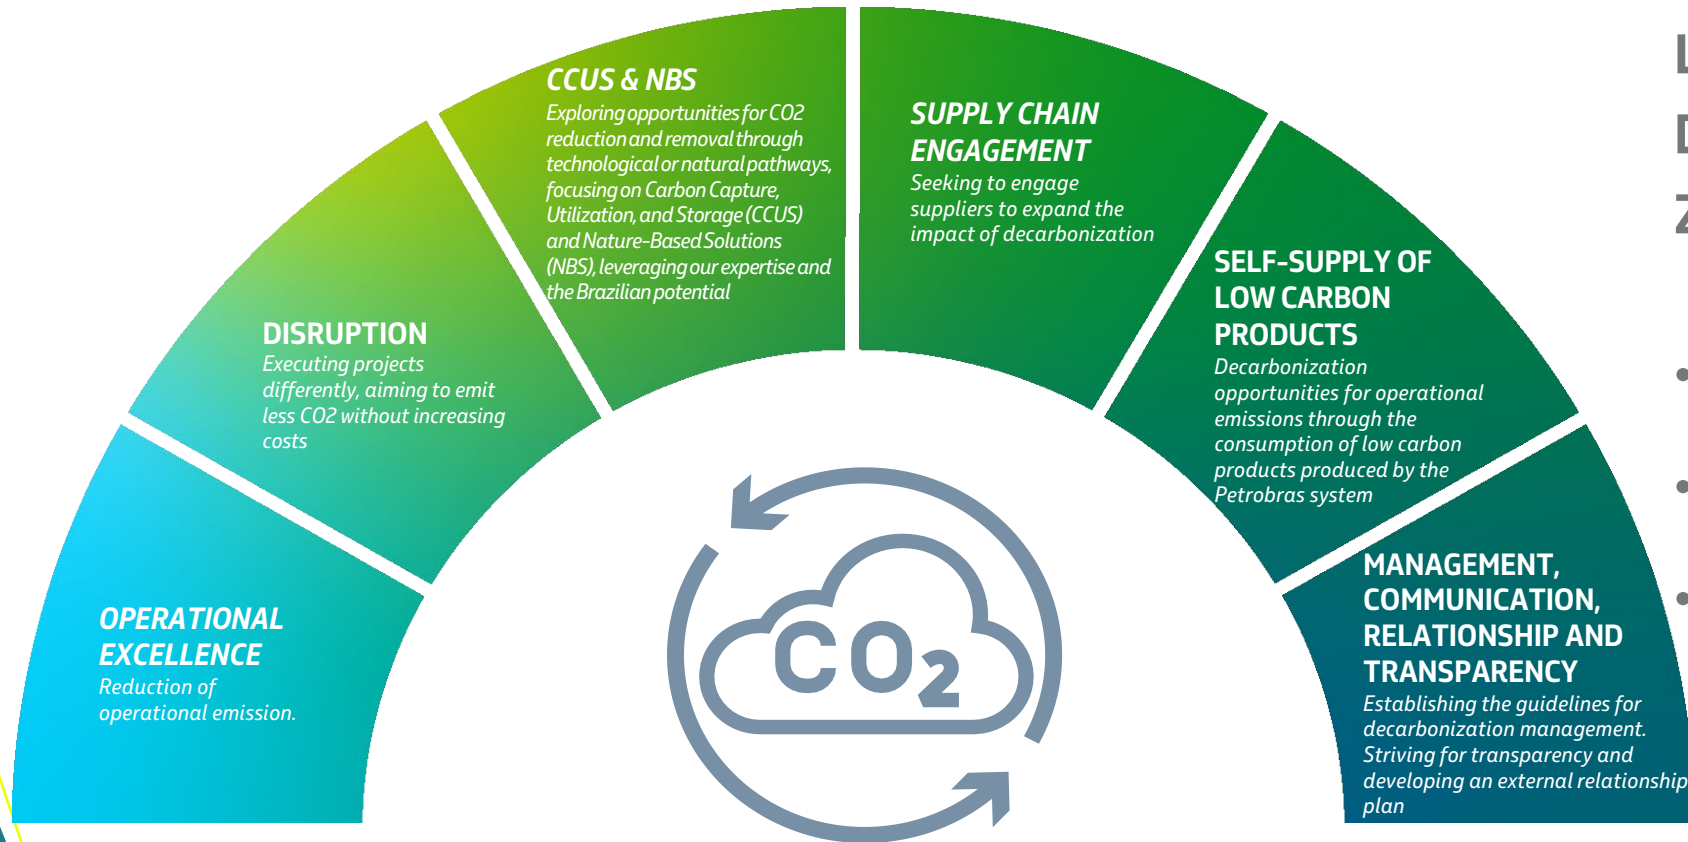 CCUS & NBS
Exploring opportunities for CO2
reduction and removal through
technological or natural pathways,
focusing on Carbon Capture,
Utilization, and Storage (CCUS)
and Nature-Based Solutions
(NBS), leveraging our expertise and
the Brazilian potential
SUPPLY CHAIN
ENGAGEMENT
Seeking to engage
suppliers to expand the
impact of decarbonization
DISRUPTION
Executing projects
differently, aiming to emit
less CO2 without increasing
costs
SELF-SUPPLY OF
LOW CARBON
PRODUCTS
Decarbonization
opportunities for operational
emissions through the
consumption of low carbon
products produced by the
Petrobras system
OPERATIONAL
EXCELLENCE
Reduction of
operational emission.
CO2
MANAGEMENT,
COMMUNICATION,
RELATIONSHIP AND
TRANSPARENCY
Establishing the guidelines for
decarbonization management.
Striving for transparency and
developing an external relationship
plan